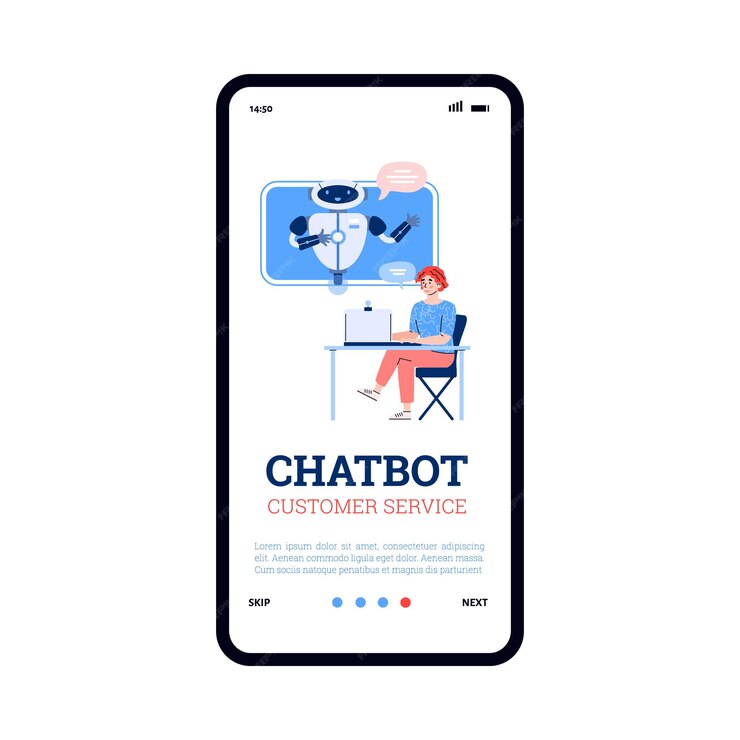 14:50
CHATBOT
CUSTOMER SERVICE
Lorem ipsum dolor sit amet, consectetuer adipiscing
elit. Aenean commodo ligula eget dolor. Aenean massa.
Cum sociis natoque penatibus et magnis dis parturient
SKIP NEXT